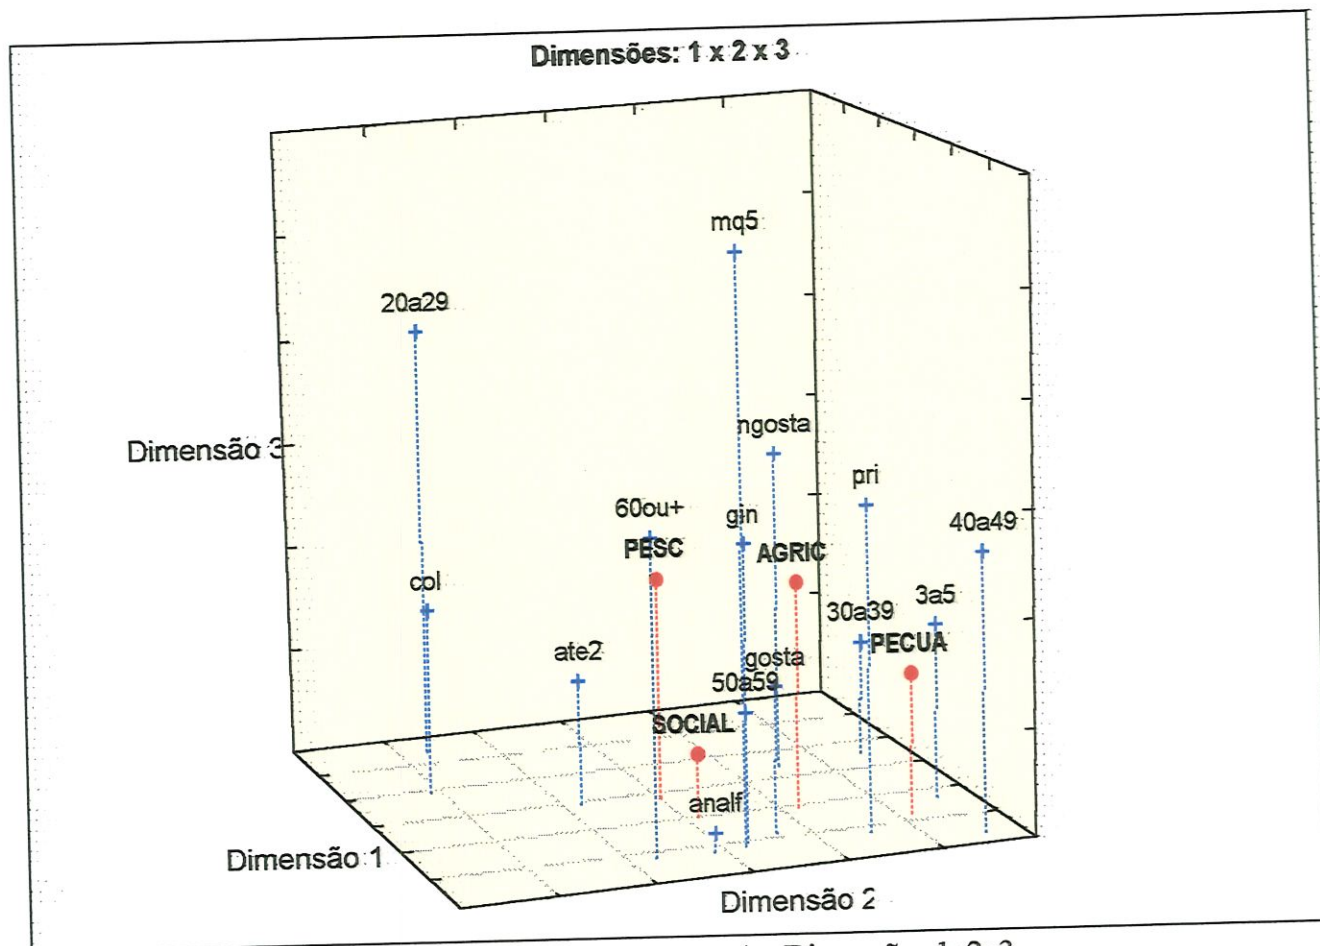 Dimensões: 1 x 2 x 3
mq5
20a29
ngosta
Dimensão 3
pri
60ou+
gin
40a49
PESC
AGRIC
col
30a39
3a5
PECUA
ate2
gosta
50a59
SOCIAL
analf
Dimensão 1
Dimensão 2